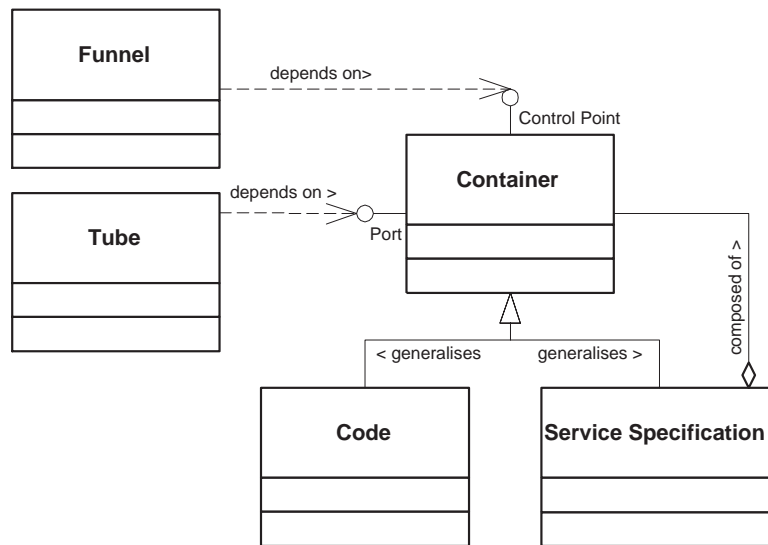 Funnel
depends on>
Control Point
Container
depends on >
Port
Tube
composed of >
< generalises
generalises >
Code
Service Specification